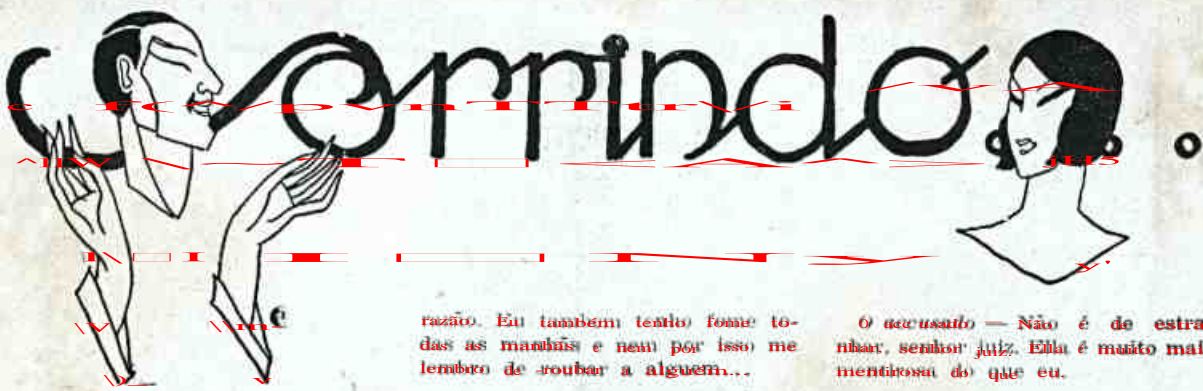 Sorrindo
razão. Eu tambem tenho fome to-
das as manhãs e nem por isso me
lembro de roubar a alguem...
O accusado — Não é de estra
nhar, senhor juiz. Ella é muito mai
mentirosa do que eu.